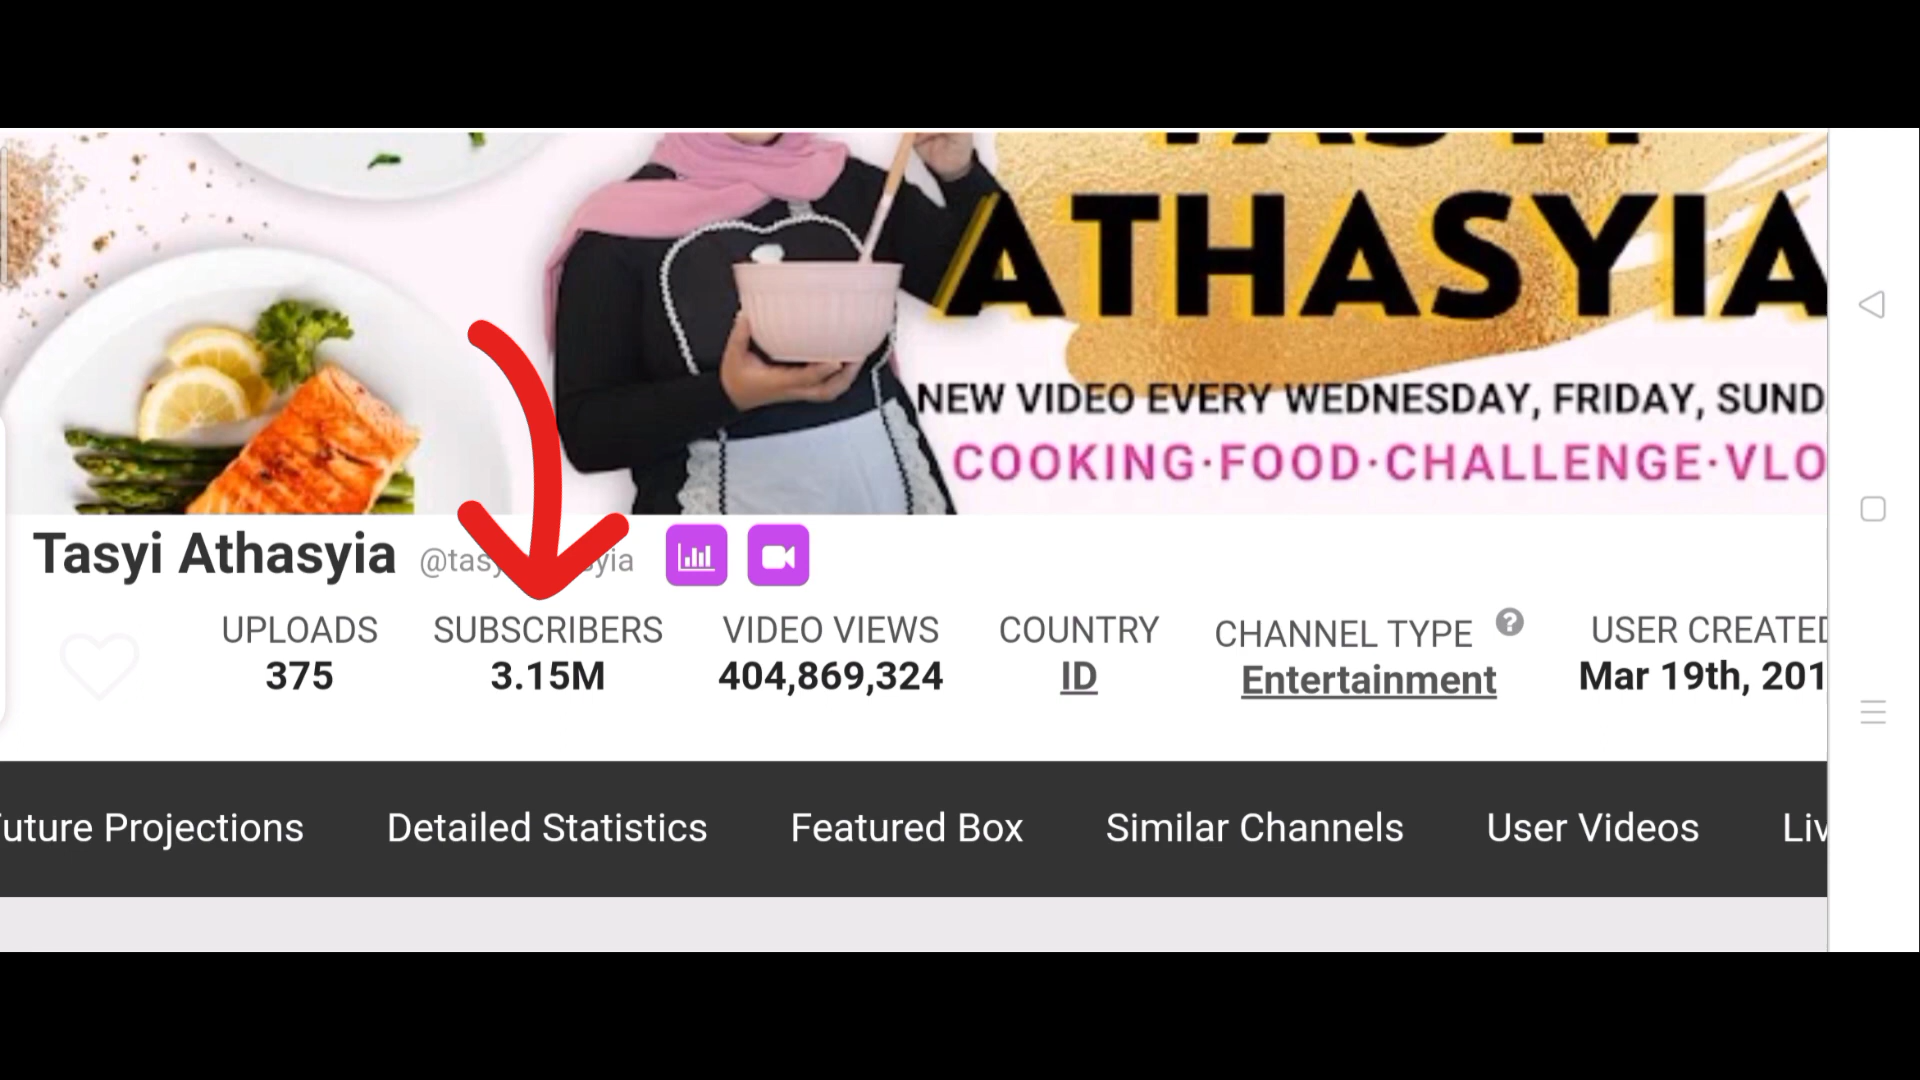 ATHASYIA
NEW VIDEO EVERY WEDNESDAY, FRIDAY, SUND
COOKING·FOOD·CHALLENGE·VLO
Tasyi Athasyia
UPLOADS SUBSCRIBERS VIDEO VIEWS COUNTRY CHANNEL TYPE ? USER CREATED
375 3.15M 404,869,324 ID Entertainment Mar 19th, 201
uture Projections Detailed Statistics Featured Box Similar Channels User Videos Liv